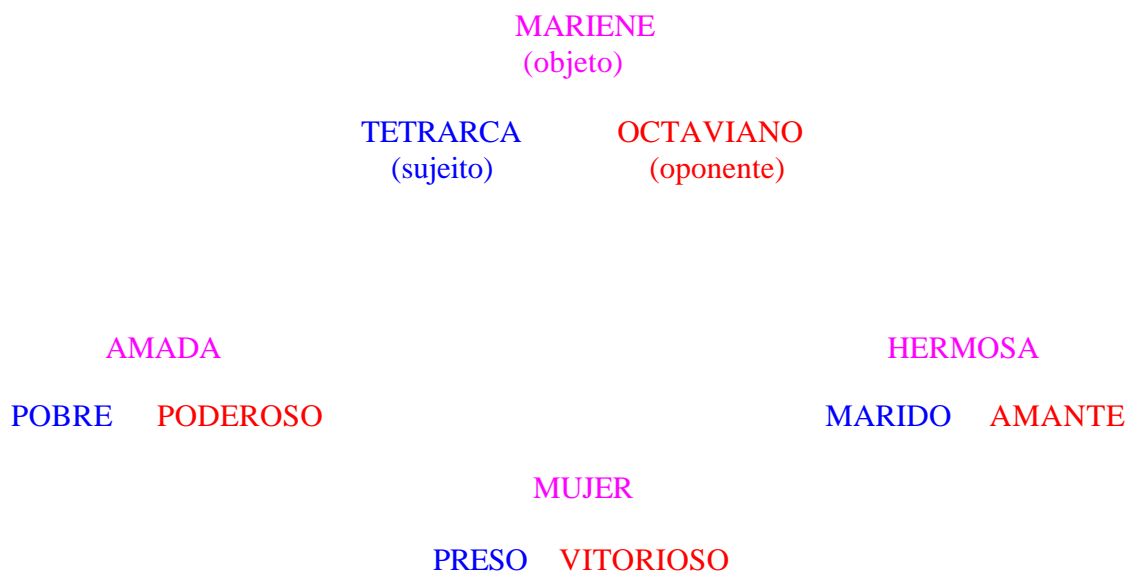 MARIENE
(objeto)
TETRARCA OCTAVIANO
(sujeito) (oponente)
AMADA HERMOSA
POBRE PODEROSO MARIDO AMANTE
MUJER
PRESO VITORIOSO